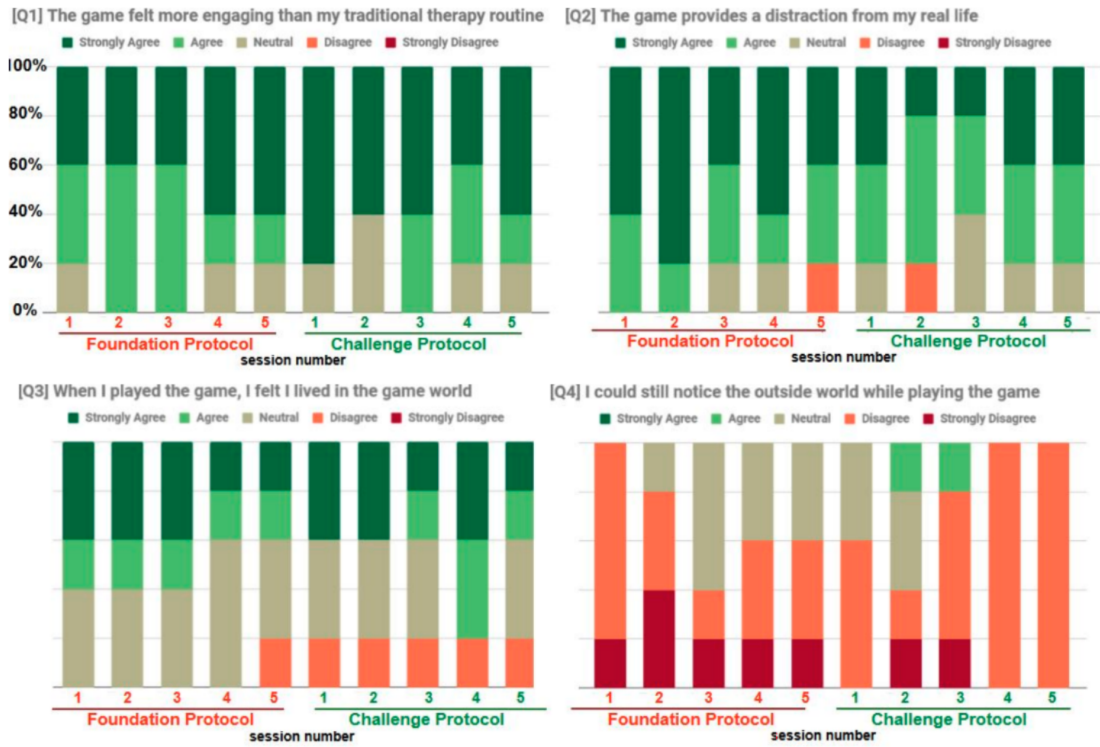 [Q1] The game felt more engaging than my traditional therapy routine
Strongly Agree Agree Neutral Disagree Strongly Disagree
100%
80%
60%
40%
20%
0%
1 2 3 4 5 1 2 3 4 5
Foundation Protocol Challenge Protocol
session number
[Q2] The game provides a distraction from my real life
Strongly Agree Agree Neutral Disagree Strongly Disagree
1 2 3 4 5 1 2 3 4 5
Foundation Protocol Challenge Protocol
session number
[Q3] When I played the game, I felt I lived in the game world
Strongly Agree Agree Neutral Disagree Strongly Disagree
1 2 3 4 5 1 2 3 4 5
Foundation Protocol Challenge Protocol
session number
[Q4] I could still notice the outside world while playing the game
Strongly Agree Agree Neutral Disagree Strongly Disagree
1 2 3 4 5 1 2 3 4 5
Foundation Protocol Challenge Protocol
session number